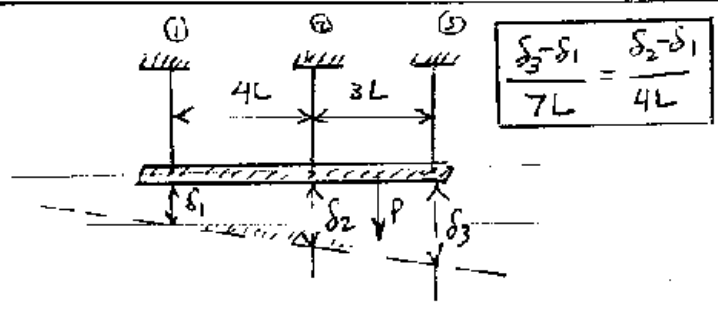 ① ② ③
4L 3L
(δ₃-δ₁)/7L = (δ₂-δ₁)/4L
δ₁ δ₂ P δ₃